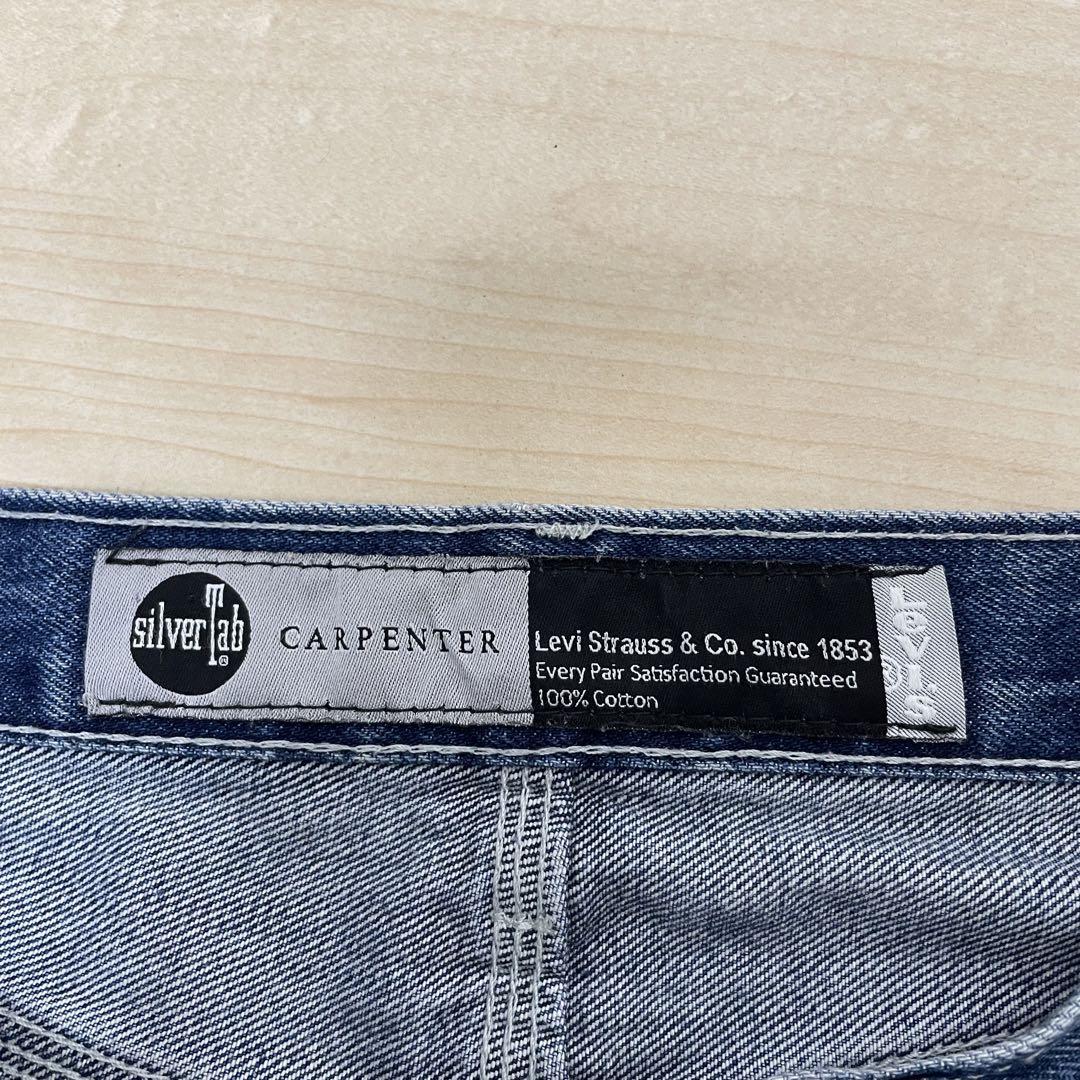 silverTab®
CARPENTER
Levi Strauss & Co. since 1853
Every Pair Satisfaction Guaranteed
100% Cotton
Levi's®